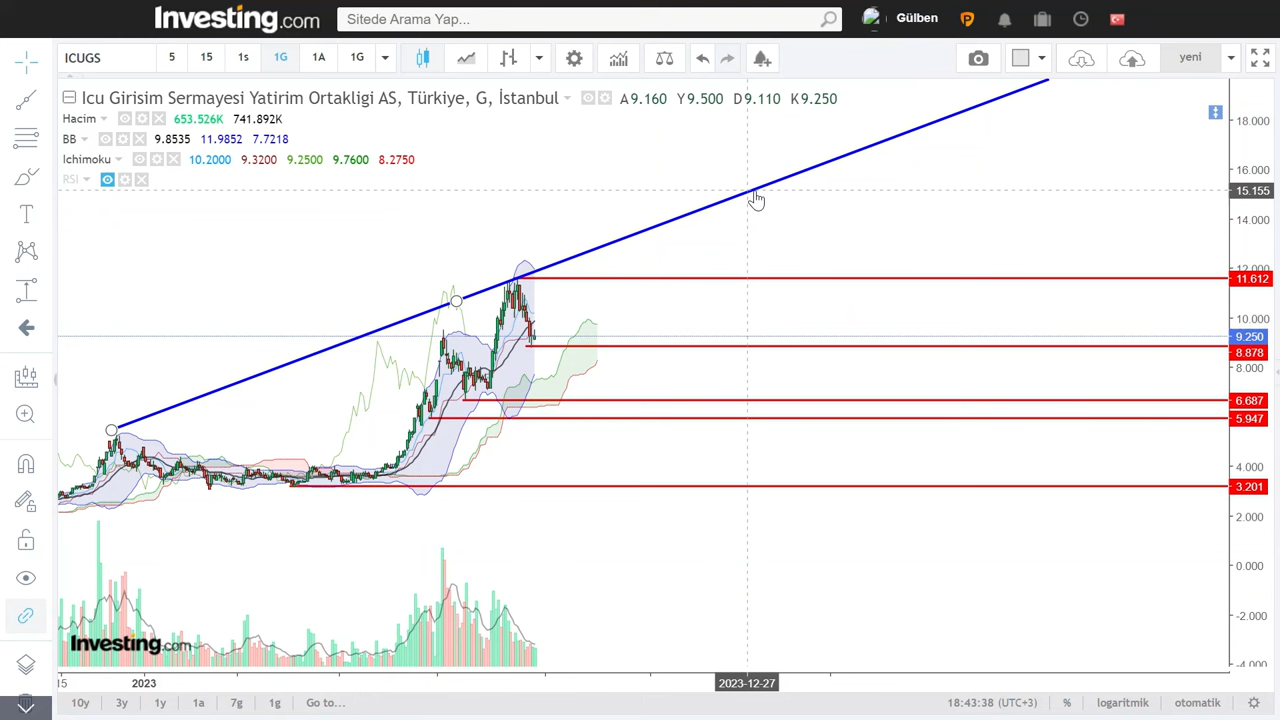 Investing.com Sitede Arama Yap... Gülben P
ICUGS 5 15 1s 1G 1A 1G yeni
Icu Girisim Sermayesi Yatirim Ortakligi AS, Türkiye, G, İstanbul A9.160 Y9.500 D9.110 K9.250
Hacim 653.526K 741.892K
BB 9.8535 11.9852 7.7218
Ichimoku 10.2000 9.3200 9.2500 9.7600 8.2750
RSI
18.000
16.000
15.155
14.000
12.000
11.612
10.000
9.250
8.878
8.000
6.687
5.947
4.000
3.201
2.000
0.000
-2.000
-4.000
Investing.com
15 2023 2023-12-27
10y 3y 1y 1a 7g 1g Go to... 18:43:38 (UTC+3) % logaritmik otomatik